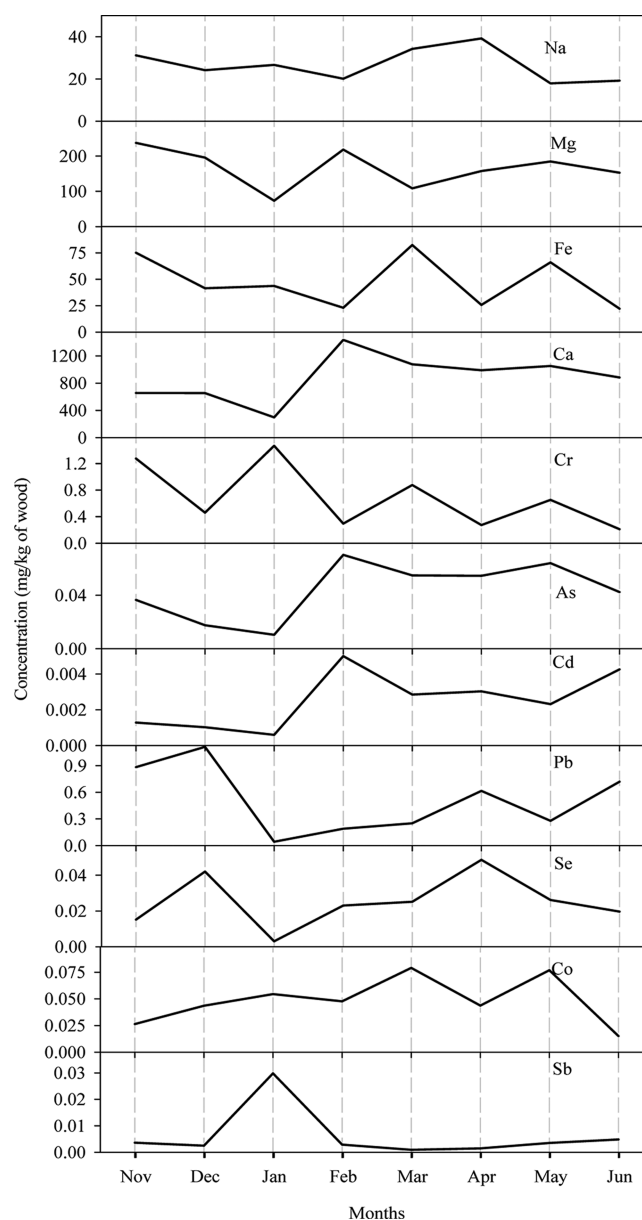 40
20
0
Na
200
100
0
Mg
75
50
25
0
Fe
1200
800
400
0
Ca
1.2
0.8
0.4
0.0
Cr
0.04
0.00
As
0.004
0.002
0.000
Cd
0.9
0.6
0.3
0.0
Pb
0.04
0.02
0.00
Se
0.075
0.050
0.025
0.000
Co
0.03
0.02
0.01
0.00
Sb
Concentration (mg/kg of wood)
Nov Dec Jan Feb Mar Apr May Jun
Months